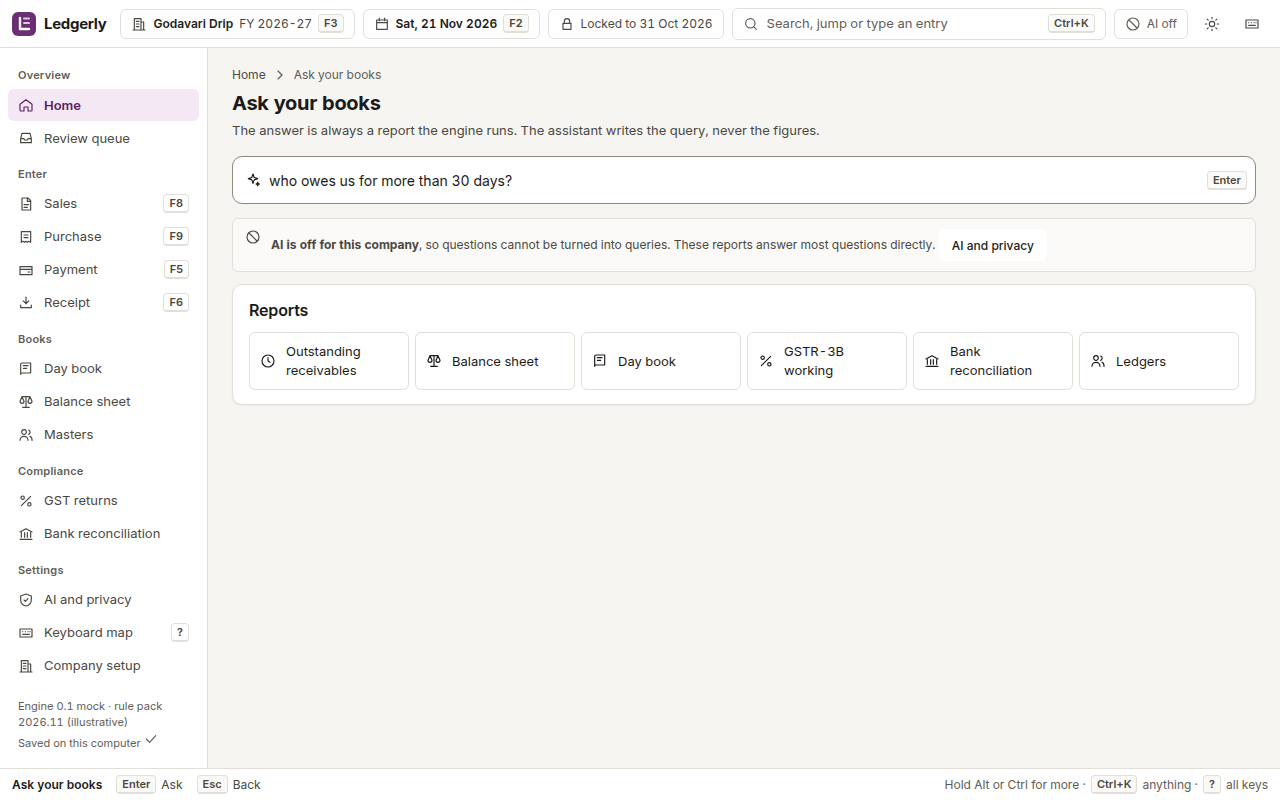 Ledgerly
Godavari Drip FY 2026-27 F3
Sat, 21 Nov 2026 F2
Locked to 31 Oct 2026
Search, jump or type an entry Ctrl+K
AI off
Overview
Home
Review queue
Enter
Sales F8
Purchase F9
Payment F5
Receipt F6
Books
Day book
Balance sheet
Masters
Compliance
GST returns
Bank reconciliation
Settings
AI and privacy
Keyboard map ?
Company setup
Engine 0.1 mock · rule pack
2026.11 (illustrative)
Saved on this computer
Home > Ask your books
Ask your books
The answer is always a report the engine runs. The assistant writes the query, never the figures.
who owes us for more than 30 days? Enter
AI is off for this company, so questions cannot be turned into queries. These reports answer most questions directly. AI and privacy
Reports
Outstanding
receivables
Balance sheet
Day book
GSTR-3B
working
Bank
reconciliation
Ledgers
Ask your books Enter Ask Esc Back
Hold Alt or Ctrl for more · Ctrl+K anything · ? all keys